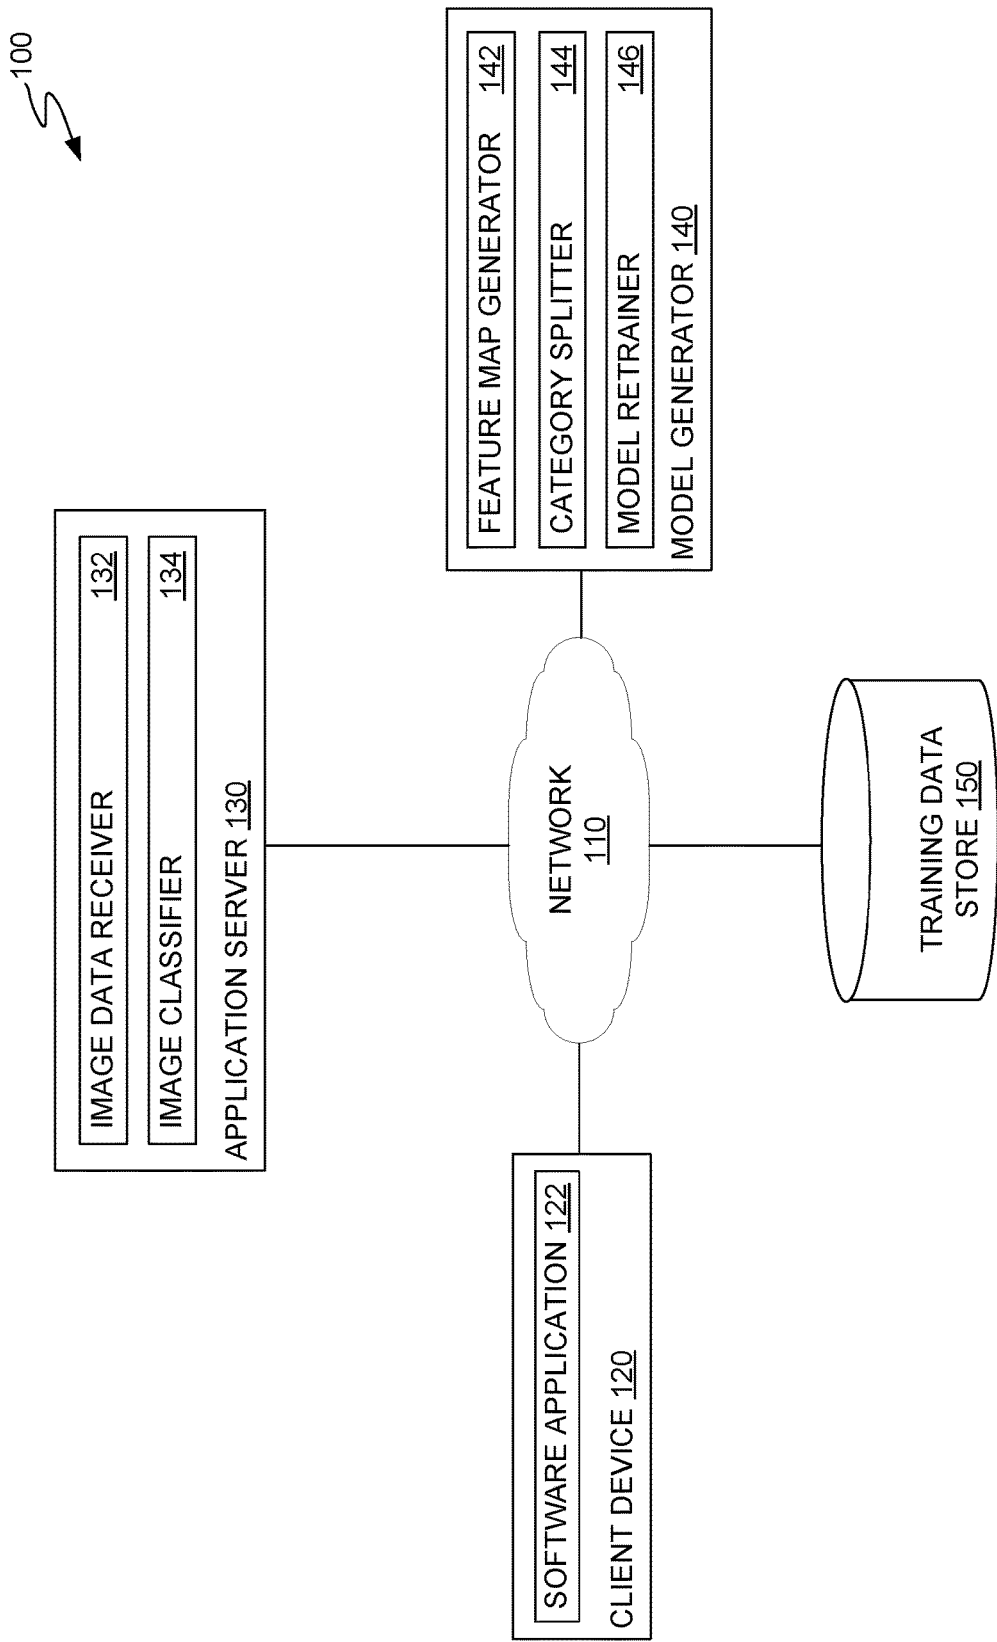 100
IMAGE DATA RECEIVER 132
IMAGE CLASSIFIER 134
APPLICATION SERVER 130
SOFTWARE APPLICATION 122
CLIENT DEVICE 120
NETWORK
110
FEATURE MAP GENERATOR 142
CATEGORY SPLITTER 144
MODEL RETRAINER 146
MODEL GENERATOR 140
TRAINING DATA
STORE 150